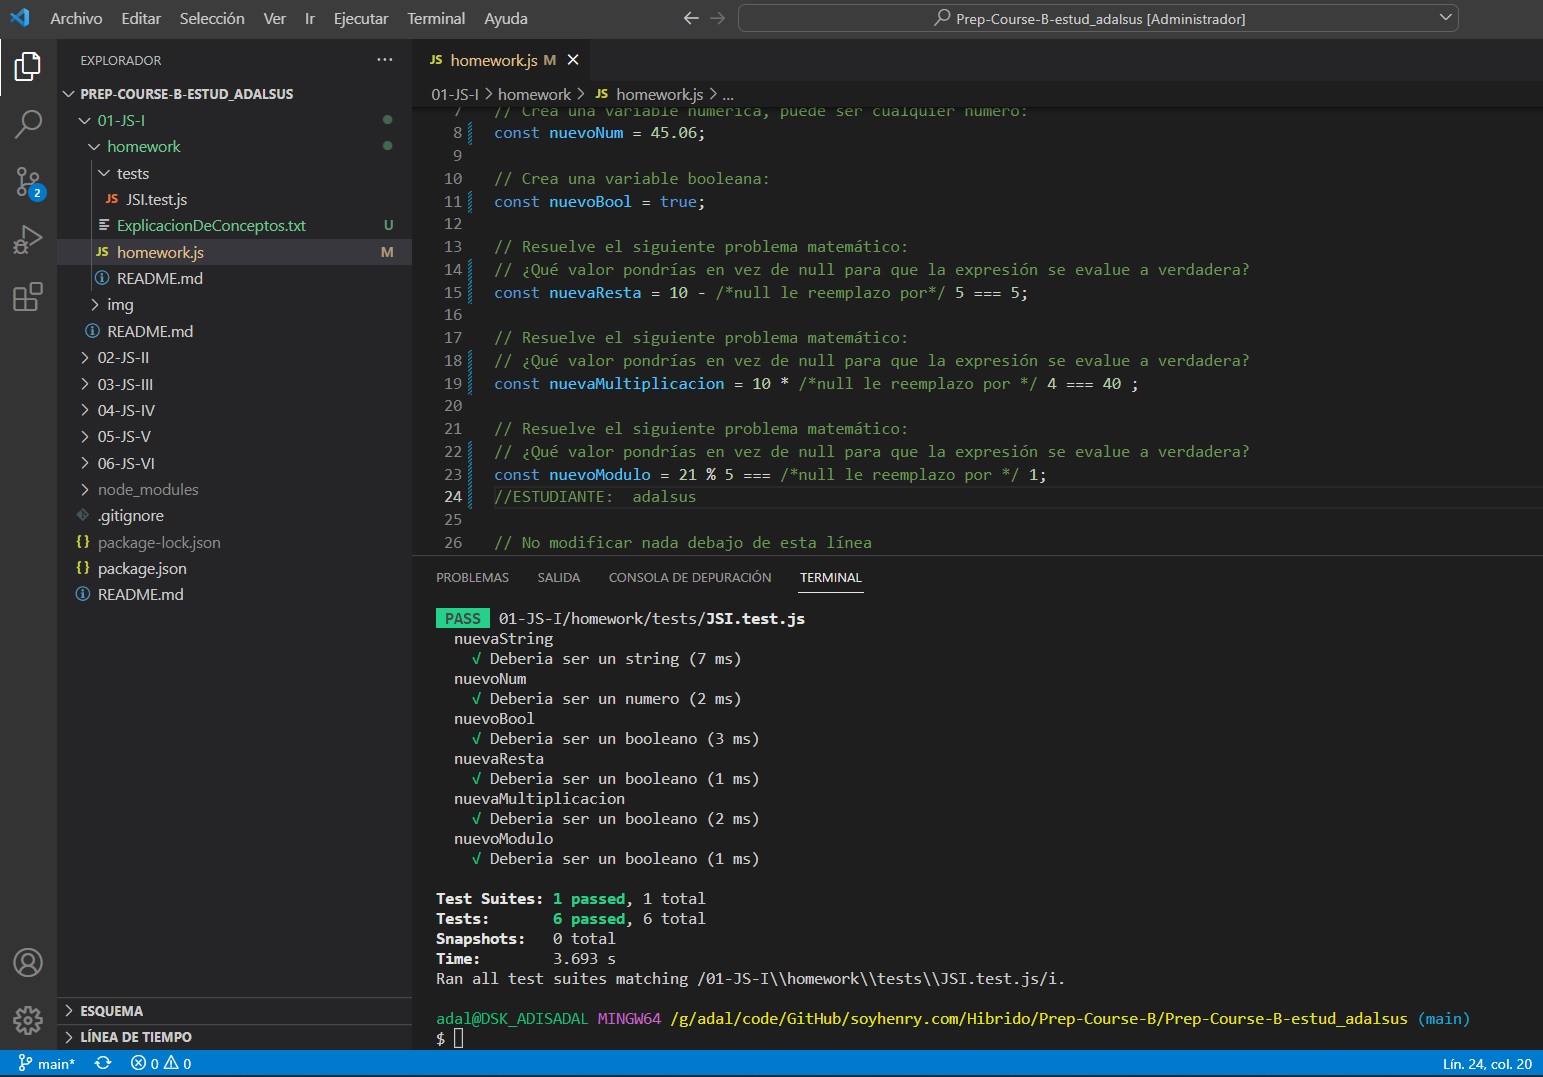 Archivo Editar Selección Ver Ir Ejecutar Terminal Ayuda
Prep-Course-B-estud_adalsus [Administrador]
EXPLORADOR
PREP-COURSE-B-ESTUD_ADALSUS
01-JS-I
homework
tests
JS JSI.test.js
ExplicacionDeConceptos.txt U
JS homework.js M
README.md
img
README.md
02-JS-II
03-JS-III
04-JS-IV
05-JS-V
06-JS-VI
node_modules
.gitignore
{} package-lock.json
{} package.json
README.md
ESQUEMA
LÍNEA DE TIEMPO
2
JS homework.js M
01-JS-I > homework > JS homework.js > ...
7 // Crea una variable numérica, puede ser cualquier número:
8 const nuevoNum = 45.06;
9
10 // Crea una variable booleana:
11 const nuevoBool = true;
12
13 // Resuelve el siguiente problema matemático:
14 // ¿Qué valor pondrías en vez de null para que la expresión se evalue a verdadera?
15 const nuevaResta = 10 - /*null le reemplazo por*/ 5 === 5;
16
17 // Resuelve el siguiente problema matemático:
18 // ¿Qué valor pondrías en vez de null para que la expresión se evalue a verdadera?
19 const nuevaMultiplicacion = 10 * /*null le reemplazo por */ 4 === 40 ;
20
21 // Resuelve el siguiente problema matemático:
22 // ¿Qué valor pondrías en vez de null para que la expresión se evalue a verdadera?
23 const nuevoModulo = 21 % 5 === /*null le reemplazo por */ 1;
24 //ESTUDIANTE:  adalsus
25
26 // No modificar nada debajo de esta línea
PROBLEMAS SALIDA CONSOLA DE DEPURACIÓN TERMINAL
PASS 01-JS-I/homework/tests/JSI.test.js
nuevaString
√ Deberia ser un string (7 ms)
nuevoNum
√ Deberia ser un numero (2 ms)
nuevoBool
√ Deberia ser un booleano (3 ms)
nuevaResta
√ Deberia ser un booleano (1 ms)
nuevaMultiplicacion
√ Deberia ser un booleano (2 ms)
nuevoModulo
√ Deberia ser un booleano (1 ms)
Test Suites: 1 passed, 1 total
Tests: 6 passed, 6 total
Snapshots: 0 total
Time: 3.693 s
Ran all test suites matching /01-JS-I\\homework\\tests\\JSI.test.js/i.
adal@DSK_ADISADAL MINGW64 /g/adal/code/GitHub/soyhenry.com/Hibrido/Prep-Course-B/Prep-Course-B-estud_adalsus (main)
$
main* 0 0 Lín. 24, col. 20